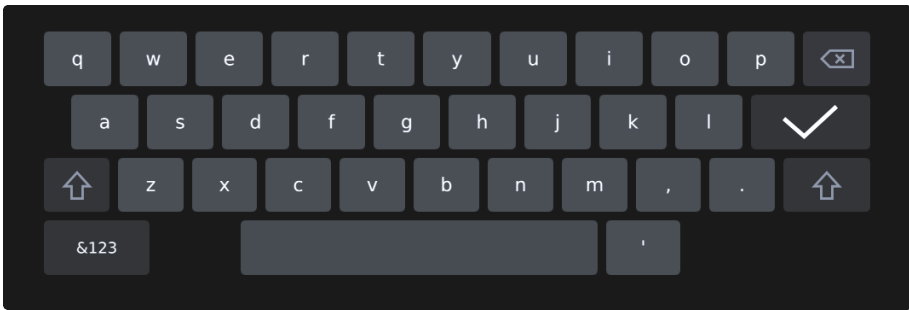 q w e r t y u i o p
a s d f g h j k l
z x c v b n m , .
&123 '